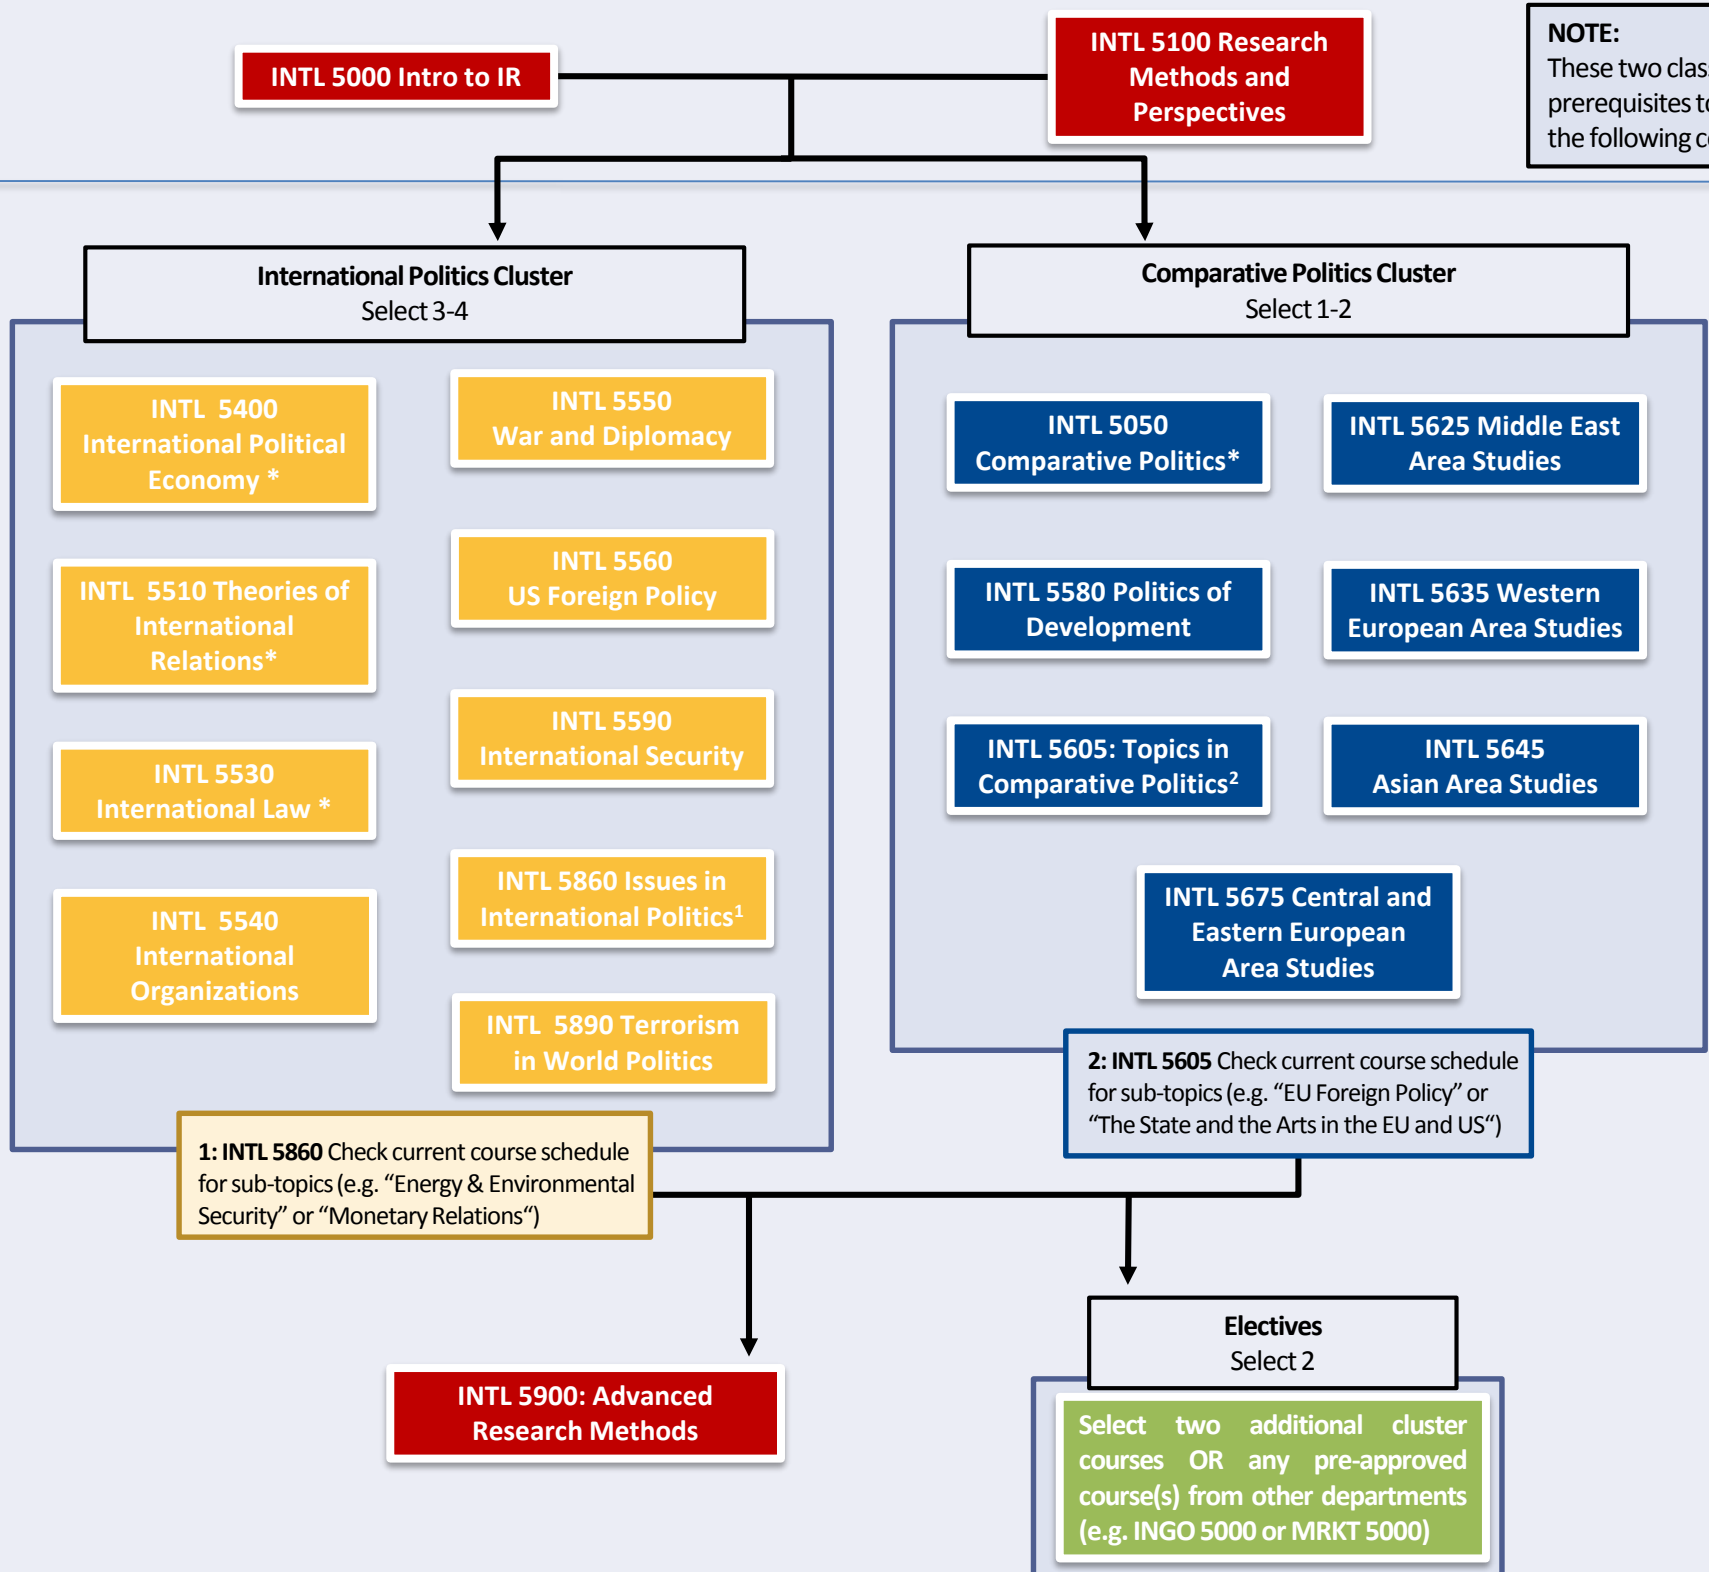 INTL 5000 Intro to IR
INTL 5100 Research
Methods and
Perspectives
NOTE:
These two
prerequisites
the following
International Politics Cluster
Select 3-4
INTL 5400
International Political
Economy *
INTL 5510 Theories of
International
Relations*
INTL 5530
International Law *
INTL 5540
International
Organizations
INTL 5550
War and Diplomacy
INTL 5560
US Foreign Policy
INTL 5590
International Security
INTL 5860 Issues in
International Politics¹
INTL 5890 Terrorism
in World Politics
1: INTL 5860 Check current course schedule
for sub-topics (e.g. “Energy & Environmental
Security” or “Monetary Relations“)
Comparative Politics Cluster
Select 1-2
INTL 5050
Comparative Politics*
INTL 5580 Politics of
Development
INTL 5605: Topics in
Comparative Politics²
INTL 5625 Middle East
Area Studies
INTL 5635 Western
European Area Studies
INTL 5645
Asian Area Studies
INTL 5675 Central and
Eastern European
Area Studies
2: INTL 5605 Check current course schedule
for sub-topics (e.g. “EU Foreign Policy” or
“The State and the Arts in the EU and US“)
INTL 5900: Advanced
Research Methods
Electives
Select 2
Select two additional cluster
courses OR any pre-approved
course(s) from other departments
(e.g. INGO 5000 or MRKT 5000)